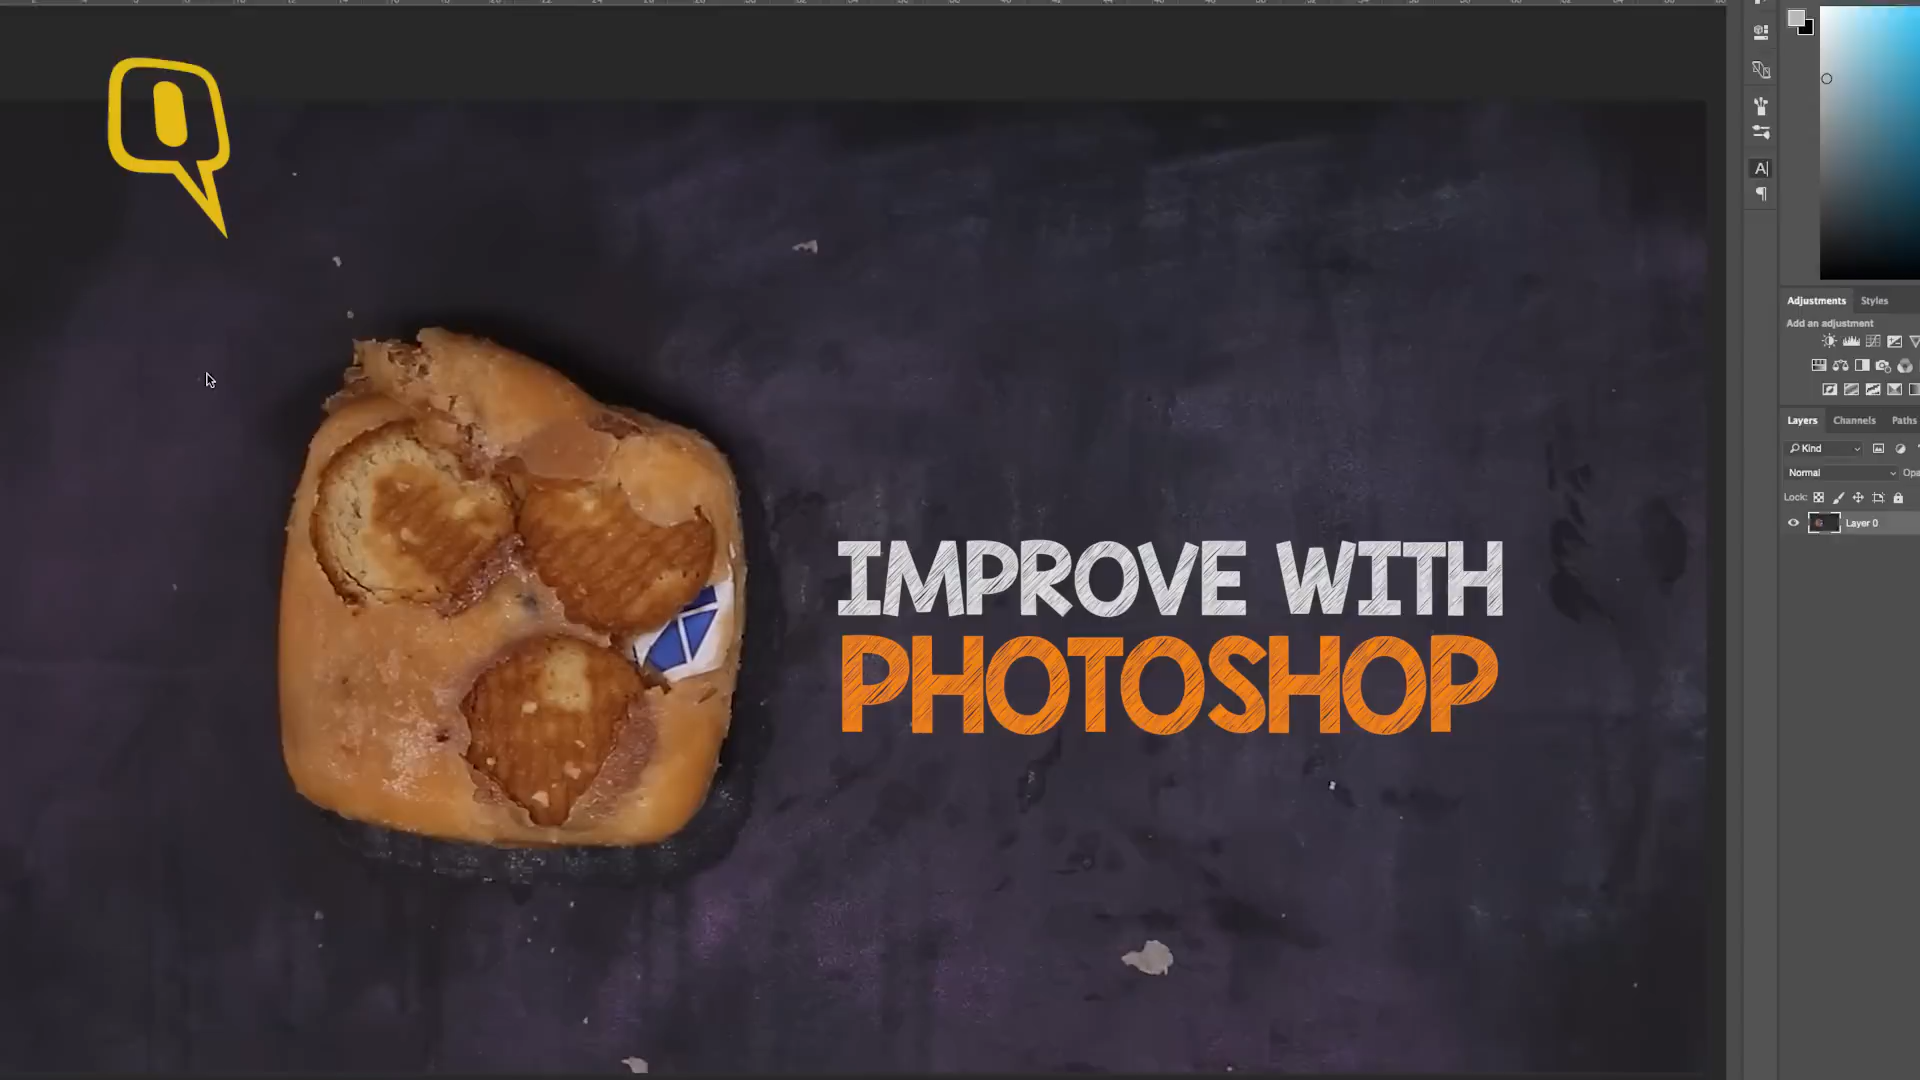 IMPROVE WITH
PHOTOSHOP
Adjustments Styles
Add an adjustment
Layers Channels Paths
Kind
Normal
Lock:
Layer 0